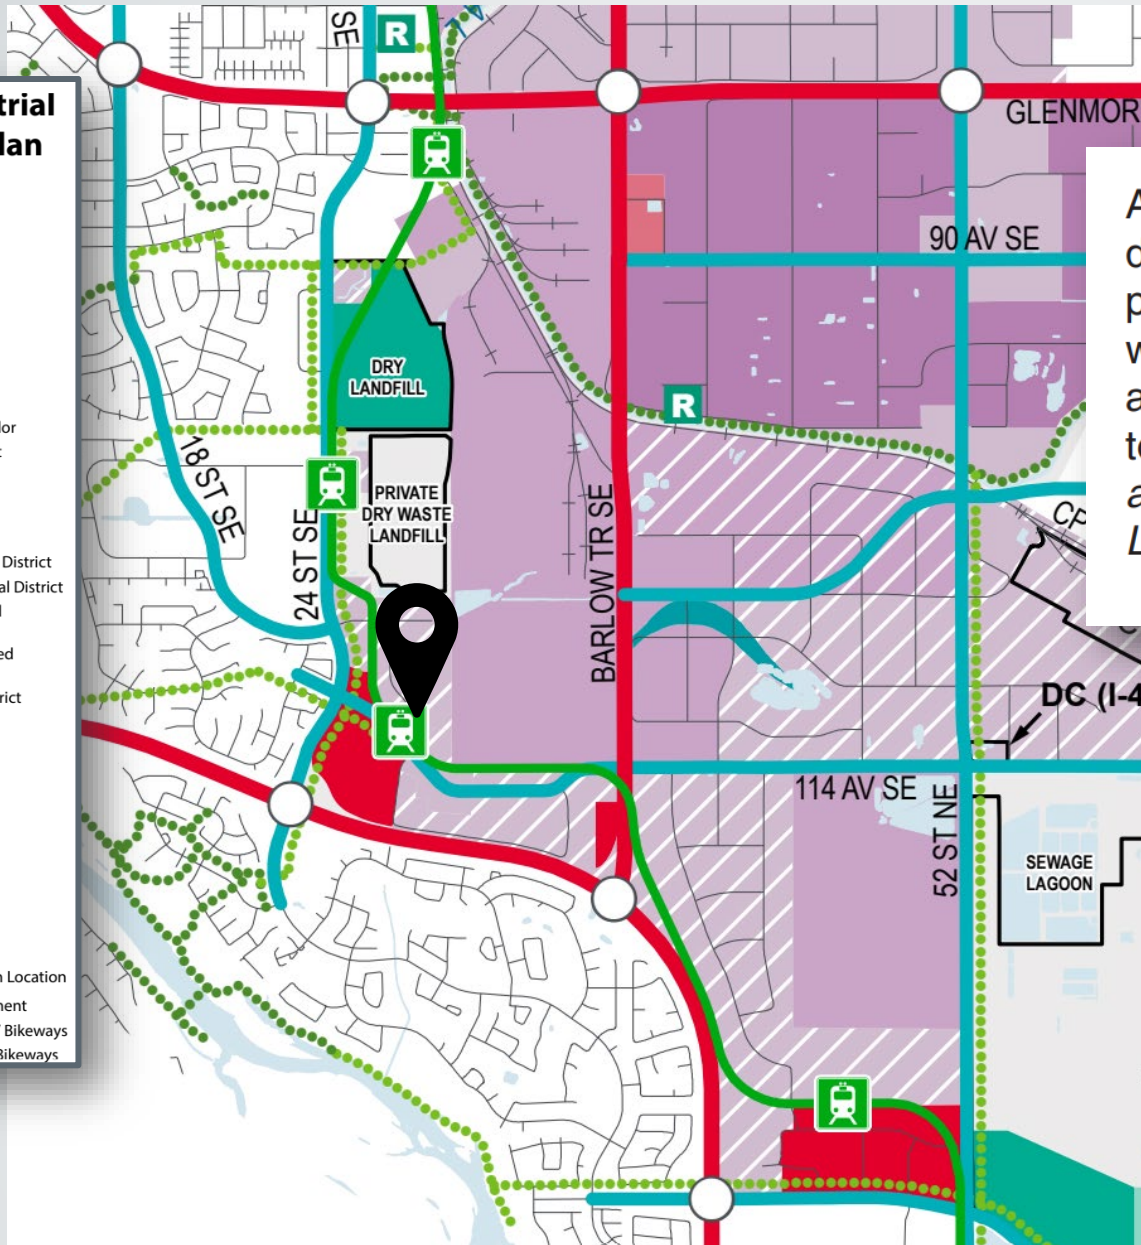 trial
lan
lor
District
al District
ed
rict
n Location
nent
Bikeways
Bikeways
SE
R
GLENMOR
90 AV SE
DRY
LANDFILL
R
18 ST SE
24 ST SE
PRIVATE
DRY WASTE
LANDFILL
BARLOW TR SE
CP
DC (I-4
114 AV SE
52 ST NE
SEWAGE
LAGOON
A
p
w
a
a
L